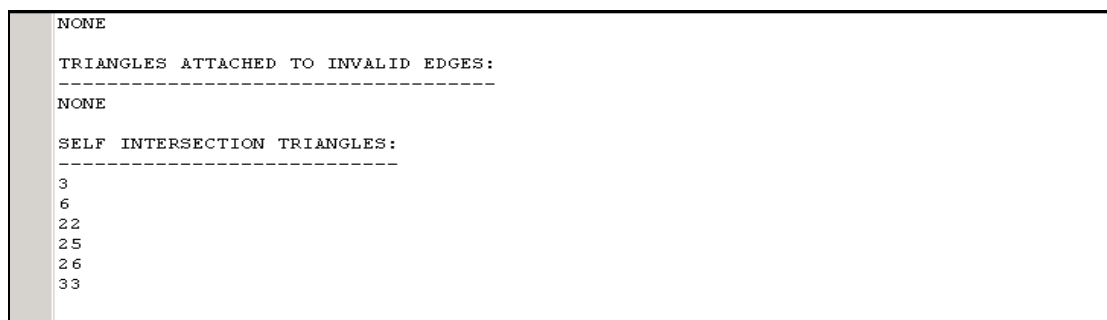 NONE
TRIANGLES ATTACHED TO INVALID EDGES:
------------------------------------
NONE
SELF INTERSECTION TRIANGLES:
----------------------------
3
6
22
25
26
33